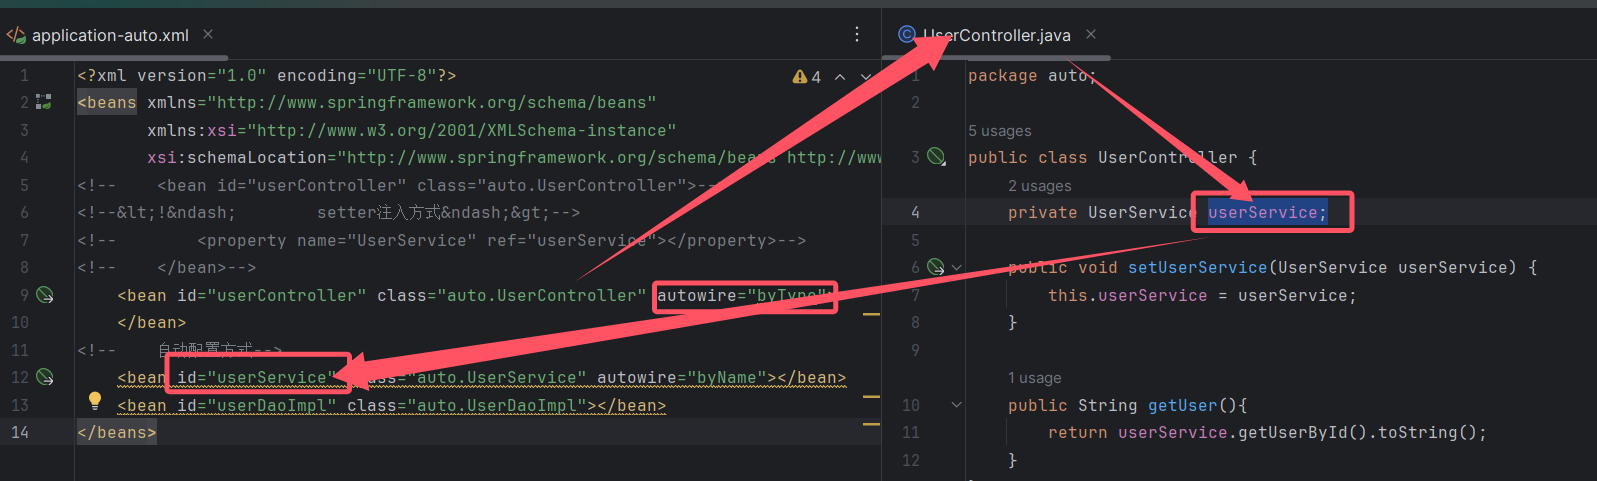 application-auto.xml
4
1 <?xml version="1.0" encoding="UTF-8"?>
2 <beans xmlns="http://www.springframework.org/schema/beans"
3 xmlns:xsi="http://www.w3.org/2001/XMLSchema-instance"
4 xsi:schemaLocation="http://www.springframework.org/schema/beans http://www
5 <!-- <bean id="userController" class="auto.UserController">--
6 <!--&lt;!&ndash; setter注入方式&ndash;&gt;-->
7 <!-- <property name="UserService" ref="userService"></property>-->
8 <!-- </bean>-->
9 <bean id="userController" class="auto.UserController" autowire="byType">
10 </bean>
11 <!-- 自动配置方式-->
12 <bean id="userService" class="auto.UserService" autowire="byName"></bean>
13 <bean id="userDaoImpl" class="auto.UserDaoImpl"></bean>
14 </beans>
UserController.java
1 package auto;
2
5 usages
3 public class UserController {
2 usages
4 private UserService userService;
5
6 public void setUserService(UserService userService) {
7 this.userService = userService;
8 }
9
1 usage
10 public String getUser(){
11 return userService.getUserById().toString();
12 }